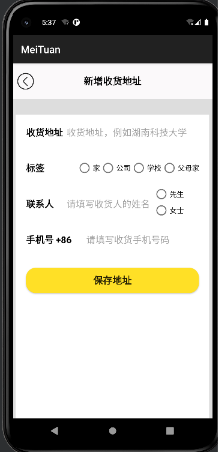 5:37
MeiTuan
新增收货地址
收货地址 收货地址，例如湖南科技大学
标签 家 公司 学校 父母家
先生
联系人 请填写收货人的姓名
女士
手机号 +86 请填写收货手机号码
保存地址